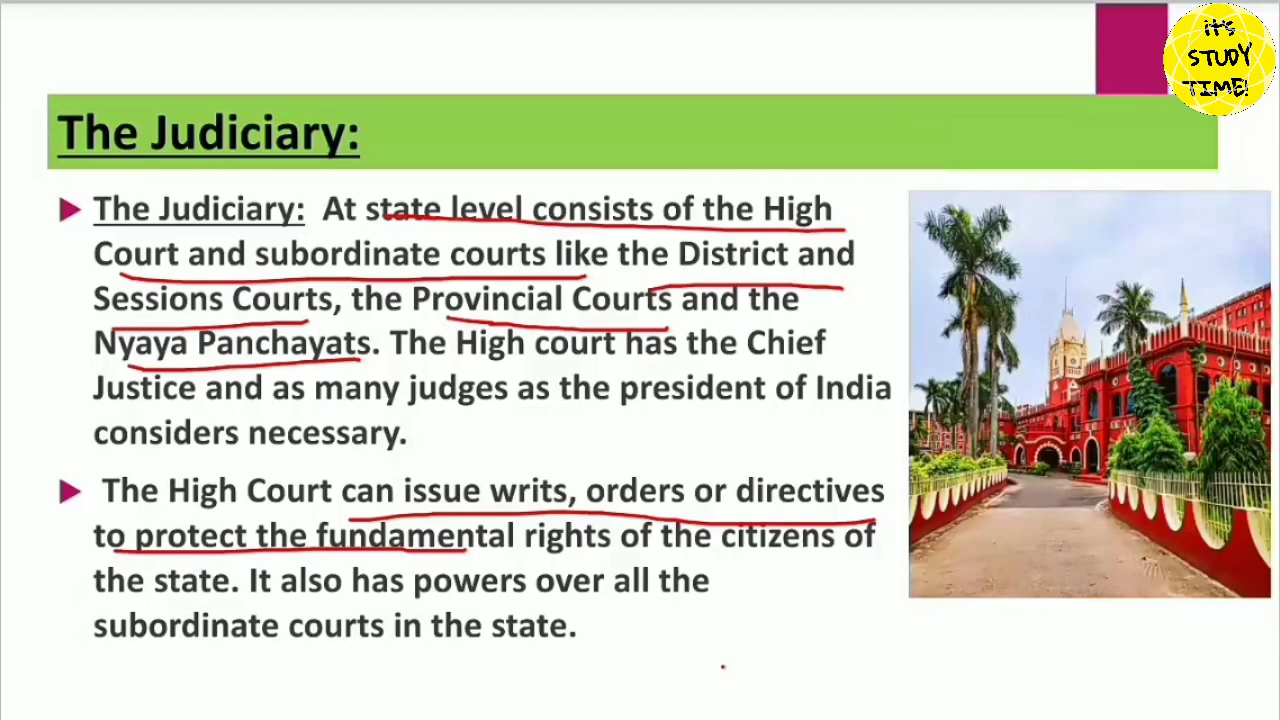 IT'S
STUDY
TIME!
The Judiciary:
The Judiciary: At state level consists of the High
Court and subordinate courts like the District and
Sessions Courts, the Provincial Courts and the
Nyaya Panchayats. The High court has the Chief
Justice and as many judges as the president of India
considers necessary.
The High Court can issue writs, orders or directives
to protect the fundamental rights of the citizens of
the state. It also has powers over all the
subordinate courts in the state.